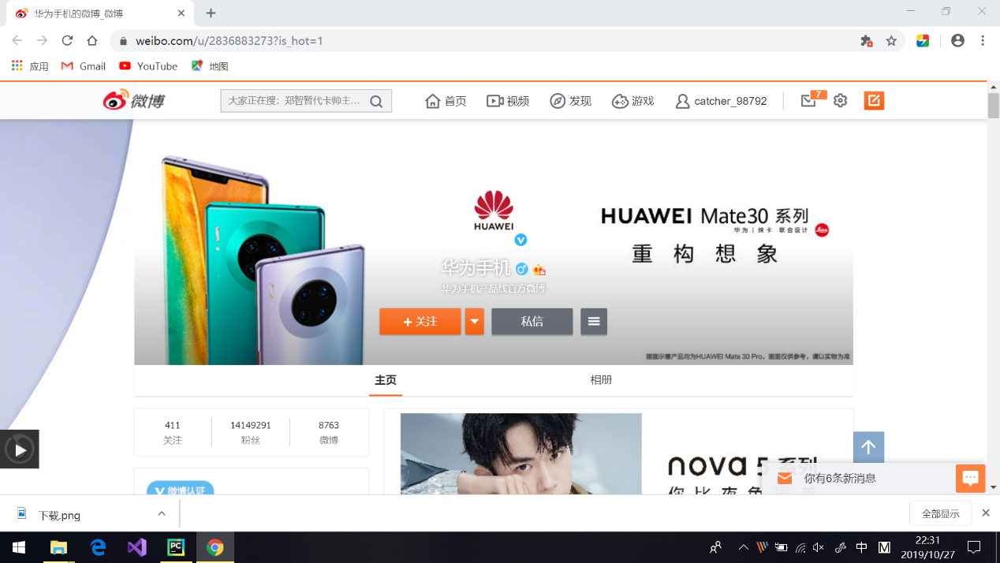 华为手机的微博_微博
weibo.com/u/2836883273?is_hot=1
应用 Gmail YouTube 地图
微博 大家正在搜：郑智暂代卡帅主... 首页 视频 发现 游戏 catcher_98792 7
HUAWEI
HUAWEI Mate30 系列
华为 | 徕卡 联合设计
重构想象
华为手机
华为手机产品线官方微博
+ 关注 私信
画面示意产品均为HUAWEI Mate 30 Pro，画面仅供参考，请以实物为准
主页 相册
411 14149291 8763
关注 粉丝 微博
V 微博认证
nova 5 系列
你比夜色更美
你有6条新消息
下载.png 全部显示
中 M 22:31
2019/10/27